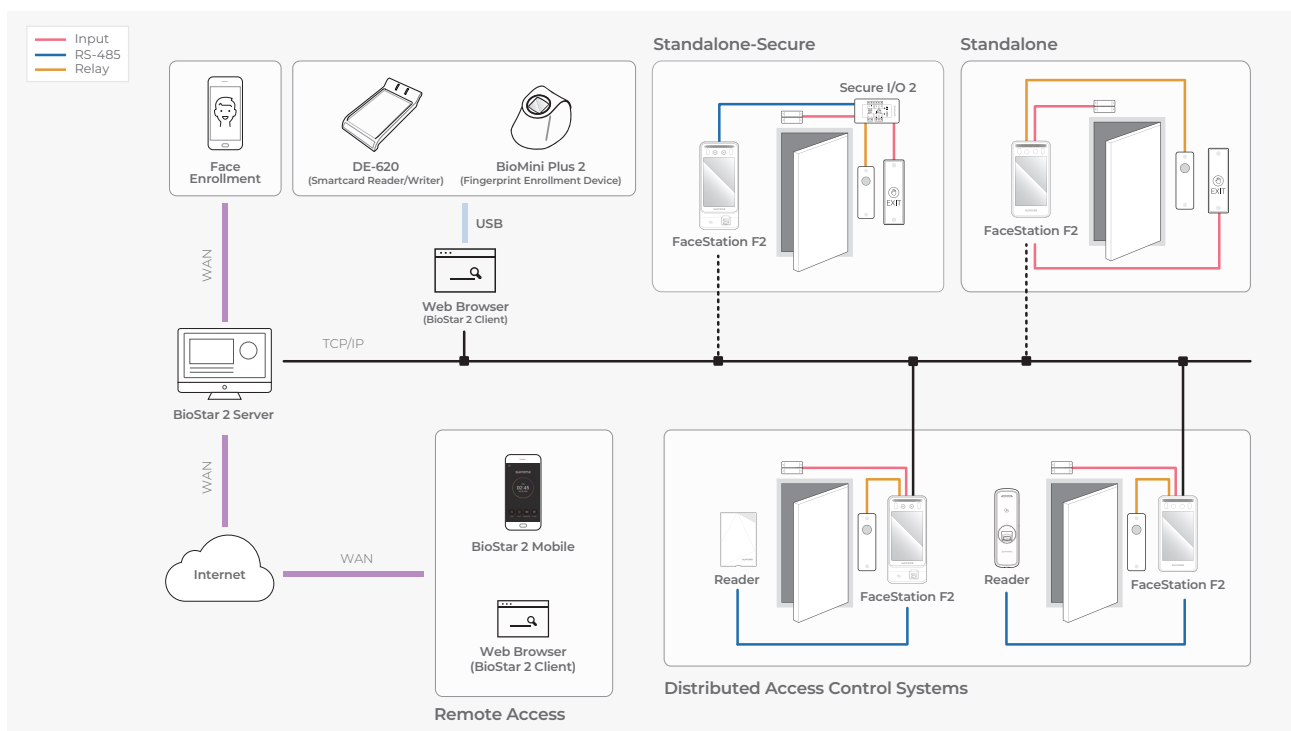 Input
RS-485
Relay
Face
Enrollment
DE-620
(Smartcard Reader/Writer)
BioMini Plus 2
(Fingerprint Enrollment Device)
USB
WAN
Web Browser
(BioStar 2 Client)
TCP/IP
BioStar 2 Server
Standalone-Secure
Secure I/O 2
EXIT
FaceStation F2
Standalone
EXIT
FaceStation F2
WAN
Internet
WAN
02:45
BioStar 2 Mobile
Web Browser
(BioStar 2 Client)
Remote Access
Reader
FaceStation F2
Reader
FaceStation F2
Distributed Access Control Systems